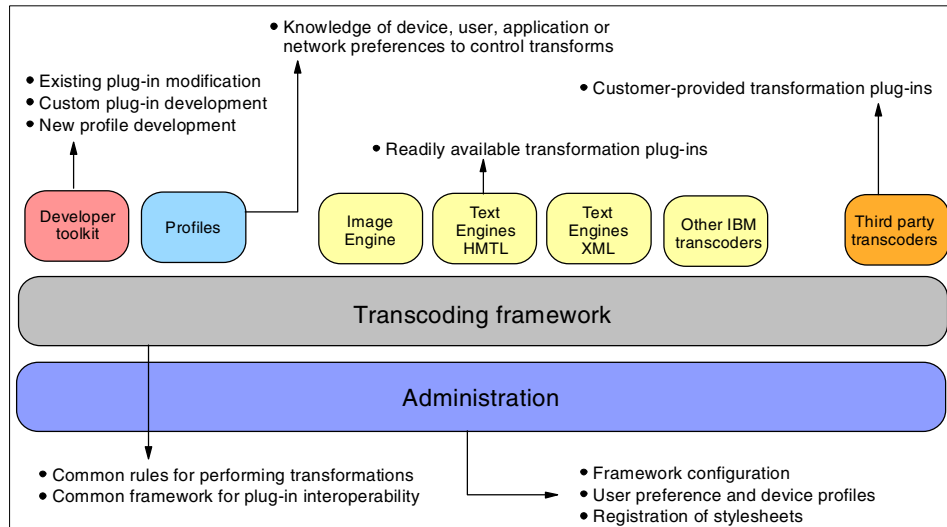 • Knowledge of device, user, application or
network preferences to control transforms
• Existing plug-in modification
• Custom plug-in development
• New profile development
• Customer-provided transformation plug-ins
• Readily available transformation plug-ins
Developer
toolkit
Profiles
Image
Engine
Text
Engines
HMTL
Text
Engines
XML
Other IBM
transcoders
Third party
transcoders
Transcoding framework
Administration
• Common rules for performing transformations
• Common framework for plug-in interoperability
• Framework configuration
• User preference and device profiles
• Registration of stylesheets